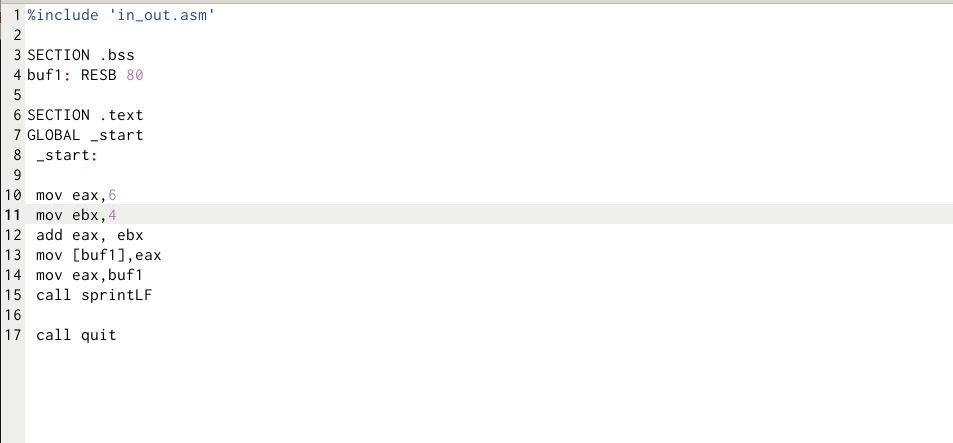 1 %include 'in_out.asm'
2
3 SECTION .bss
4 buf1: RESB 80
5
6 SECTION .text
7 GLOBAL _start
8  _start:
9
10  mov eax,6
11  mov ebx,4
12  add eax, ebx
13  mov [buf1],eax
14  mov eax,buf1
15  call sprintLF
16
17  call quit